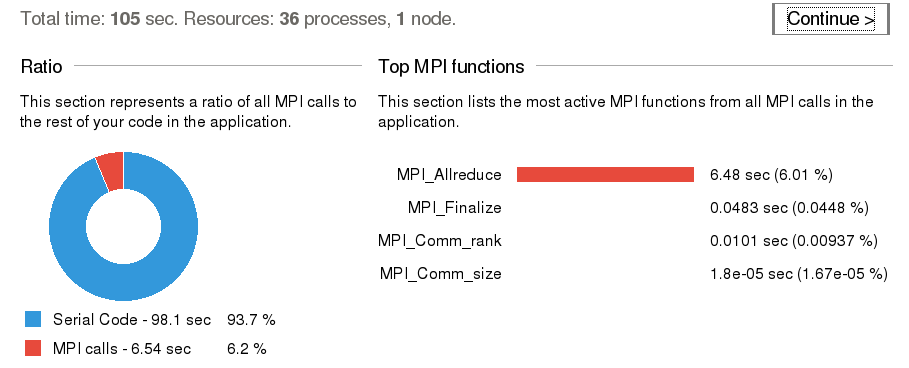 Total time: 105 sec. Resources: 36 processes, 1 node.
Continue >
Ratio
This section represents a ratio of all MPI calls to
the rest of your code in the application.
Serial Code - 98.1 sec 93.7 %
MPI calls - 6.54 sec 6.2 %
Top MPI functions
This section lists the most active MPI functions from all MPI calls in the
application.
MPI_Allreduce 6.48 sec (6.01 %)
MPI_Finalize 0.0483 sec (0.0448 %)
MPI_Comm_rank 0.0101 sec (0.00937 %)
MPI_Comm_size 1.8e-05 sec (1.67e-05 %)